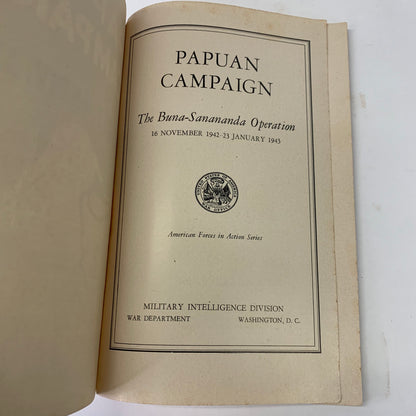 PAPUAN
CAMPAIGN
The Buna-Sanananda Operation
16 NOVEMBER 1942-23 JANUARY 1943
American Forces in Action Series
MILITARY INTELLIGENCE DIVISION
WAR DEPARTMENT WASHINGTON, D. C.